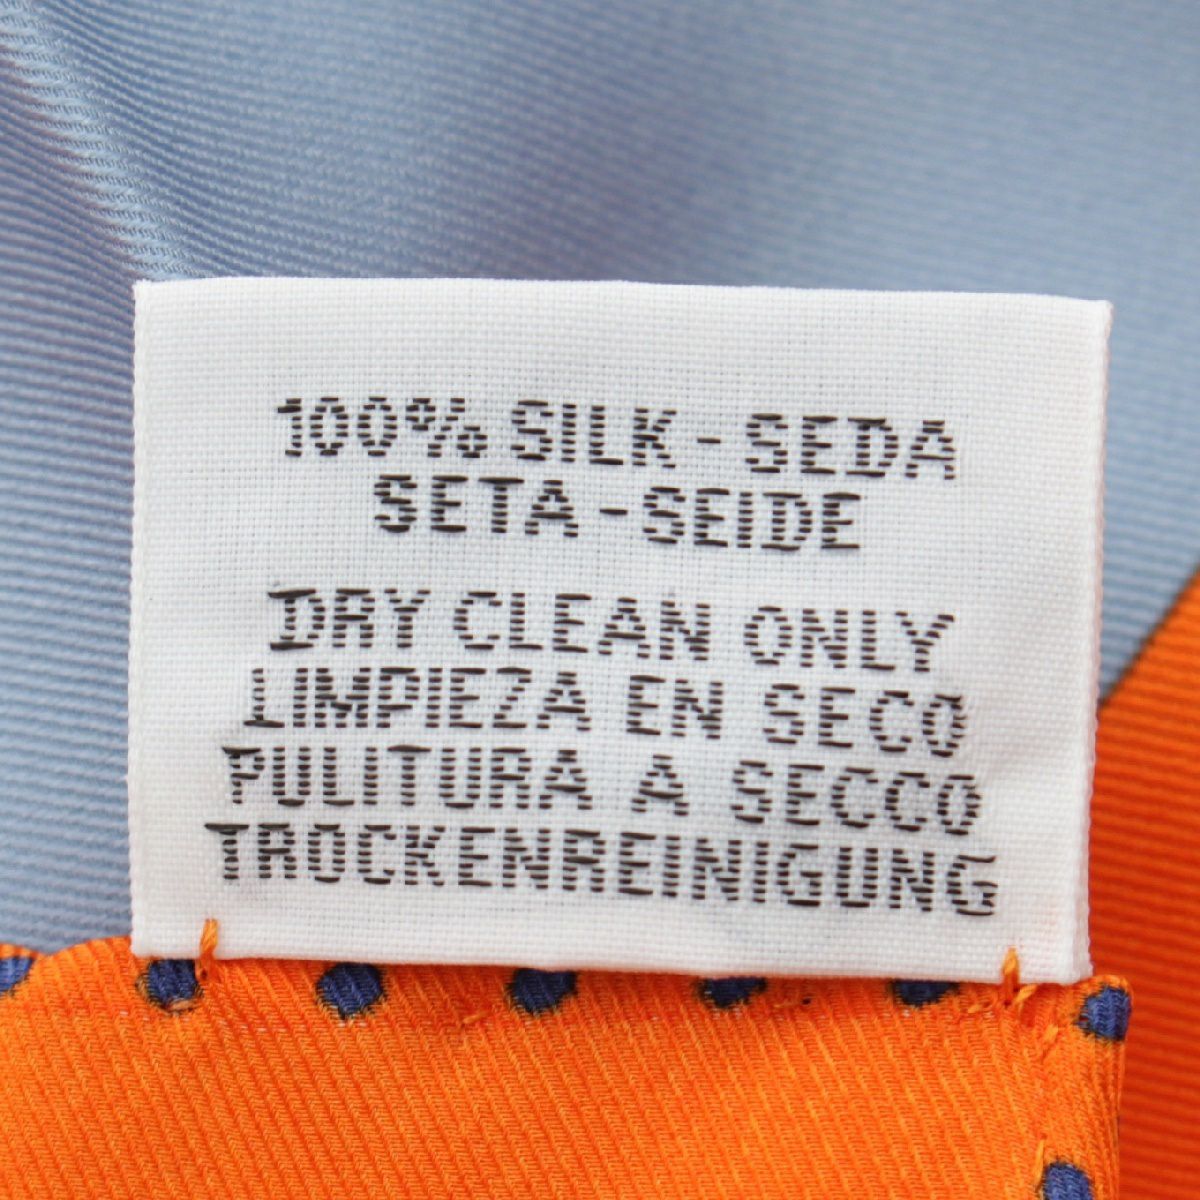 100% SILK - SEDA
SETA - SEIDE
DRY CLEAN ONLY
LIMPIEZA EN SECO
PULITURA A SECCO
TROCKENREINIGUNG